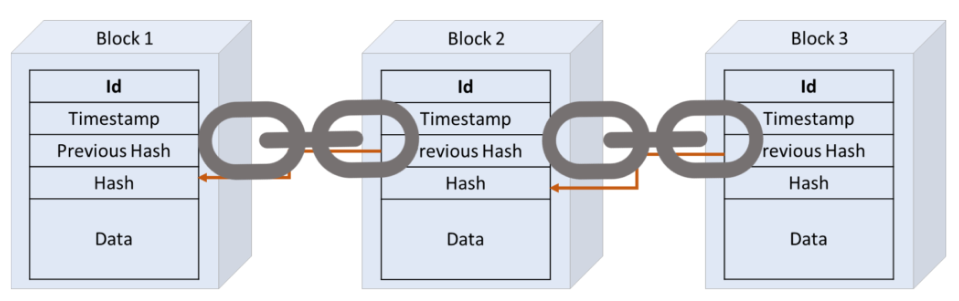 Block 1
Id
Timestamp
Previous Hash
Hash
Data
Block 2
Id
Timestamp
revious Hash
Hash
Data
Block 3
Id
Timestamp
revious Hash
Hash
Data